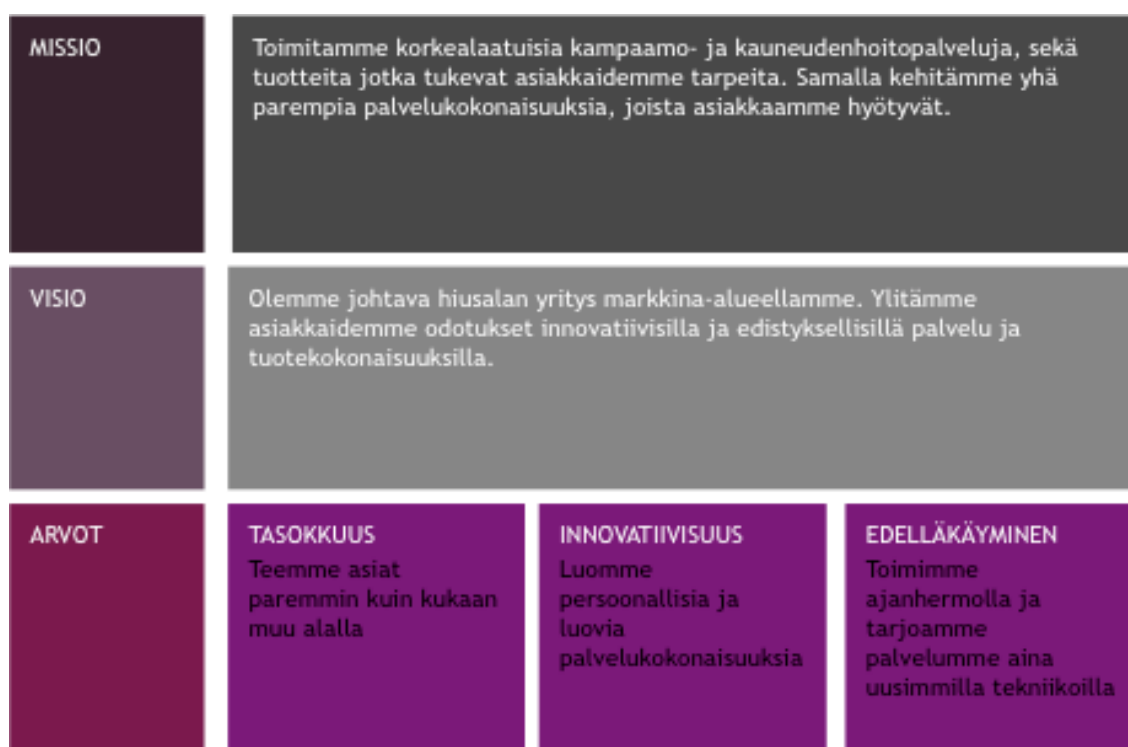 MISSIO
Toimitamme korkealaatuisia kampaamo- ja kauneudenhoitopalveluja, sekä
tuotteita jotka tukevat asiakkaidemme tarpeita. Samalla kehitämme yhä
parempia palvelukokonaisuuksia, joista asiakkaamme hyötyvät.
VISIO
Olemme johtava hiusalan yritys markkina-alueellamme. Ylitämme
asiakkaidemme odotukset innovatiivisilla ja edistyksellisillä palvelu ja
tuotekokonaisuuksilla.
ARVOT
TASOKKUUS
Teemme asiat
paremmin kuin kukaan
muu alalla
INNOVATIIVISUUS
Luomme
persoonallisia ja
luovia
palvelukokonaisuuksia
EDELLÄKÄYMINEN
Toimimme
ajanhermolla ja
tarjoamme
palvelumme aina
uusimmilla tekniikoilla